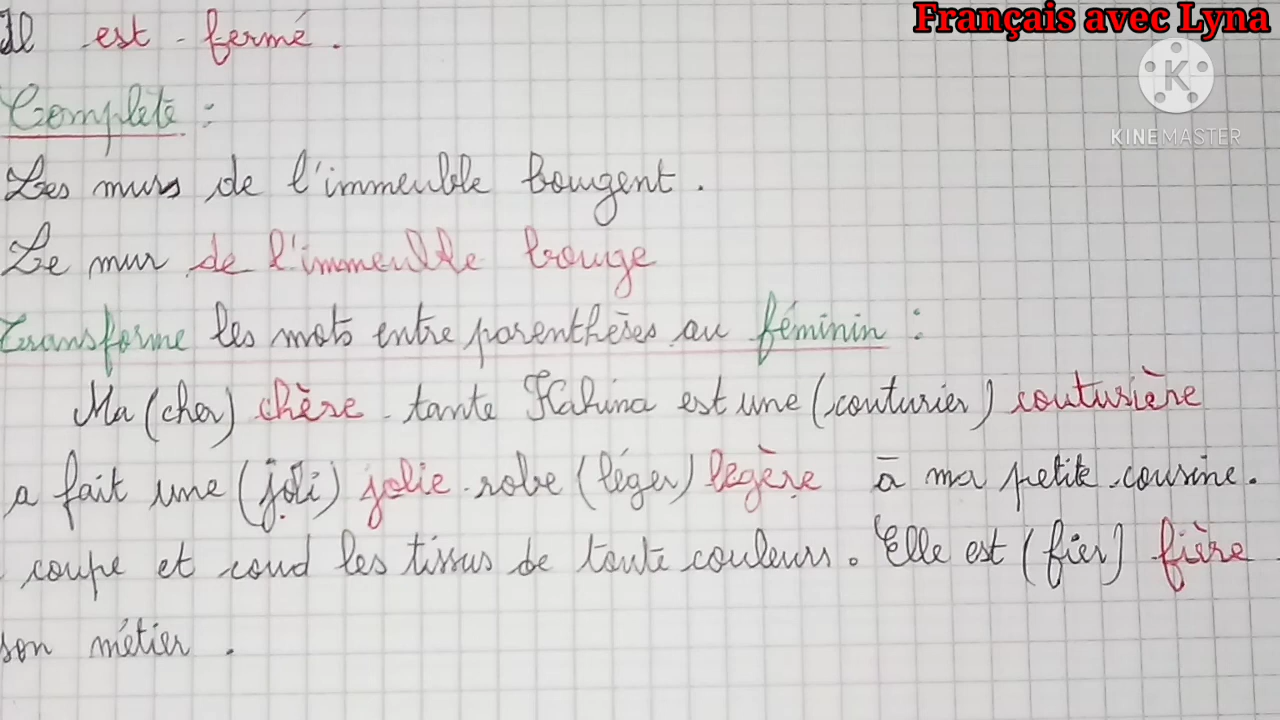 Français avec Lyna
Il est fermé.
KINEMASTER
Complète :
Les murs de l'immeuble bougent.
Le mur de l'immeuble bouge
Transforme les mots entre parenthèses au féminin :
Ma (cher) chère tante Kahina est une (couturier) couturière
a fait une (joli) jolie robe (léger) legère à ma petite cousine.
coupe et coud les tissus de toute couleurs. Elle est (fier) fière
son métier.